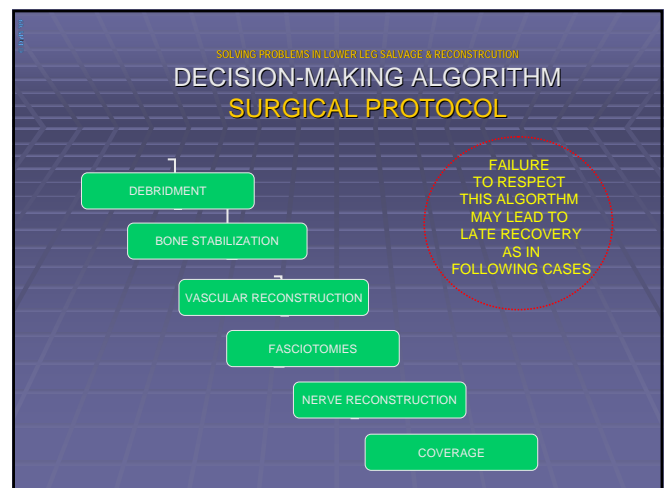 SOLVING PROBLEMS IN LOWER LEG SALVAGE & RECONSTRCUTION
DECISION-MAKING ALGORITHM
SURGICAL PROTOCOL
DEBRIDMENT
BONE STABILIZATION
VASCULAR RECONSTRUCTION
FASCIOTOMIES
NERVE RECONSTRUCTION
COVERAGE
FAILURE
TO RESPECT
THIS ALGORTHM
MAY LEAD TO
LATE RECOVERY
AS IN
FOLLOWING CASES